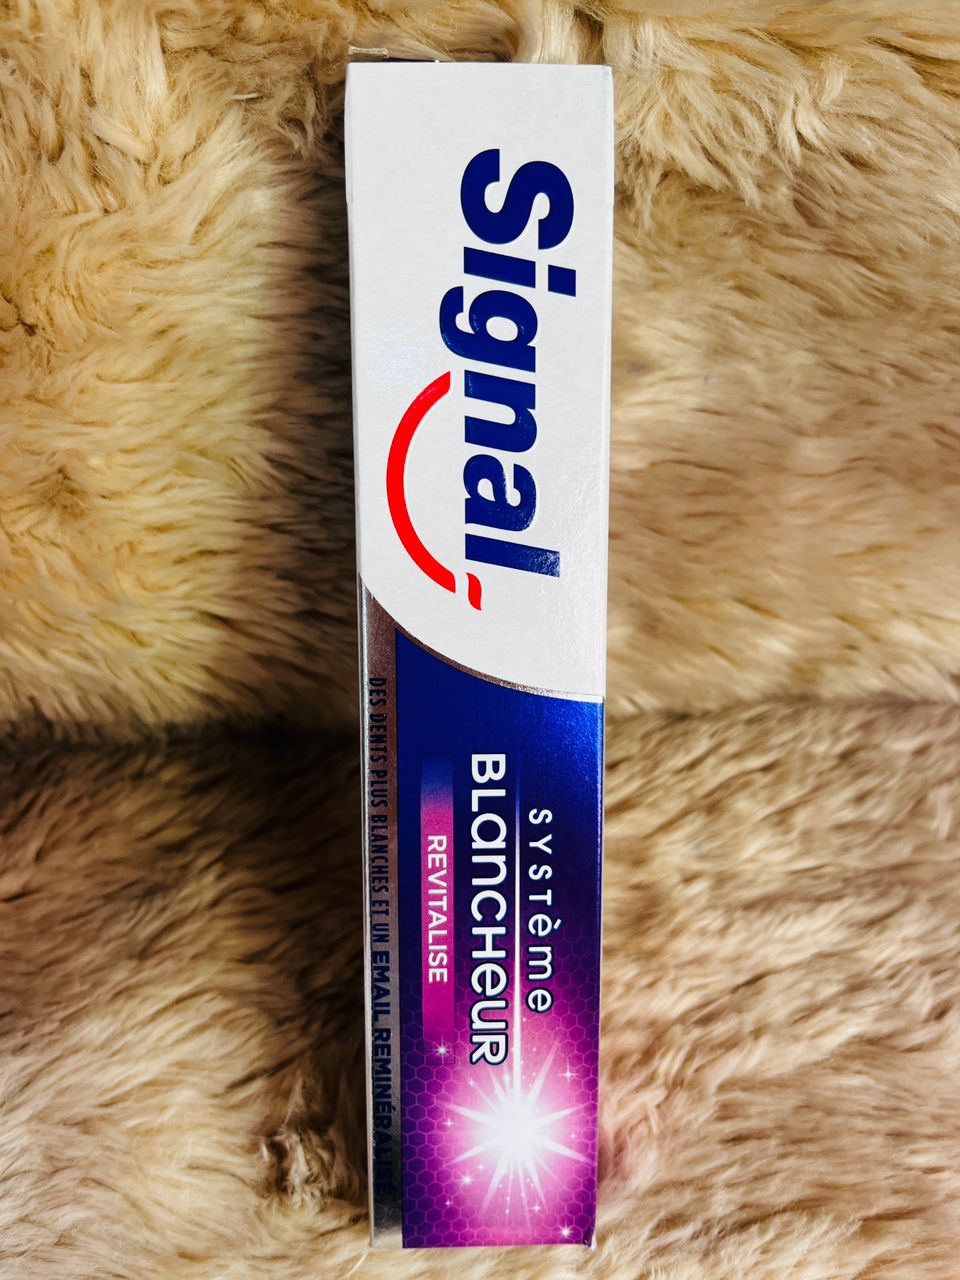 Signal
SYSTème
BLancHeUR
REVITALISE
DES DENTS PLUS BLANCHES ET UN EMAIL REMINÉRALISÉ